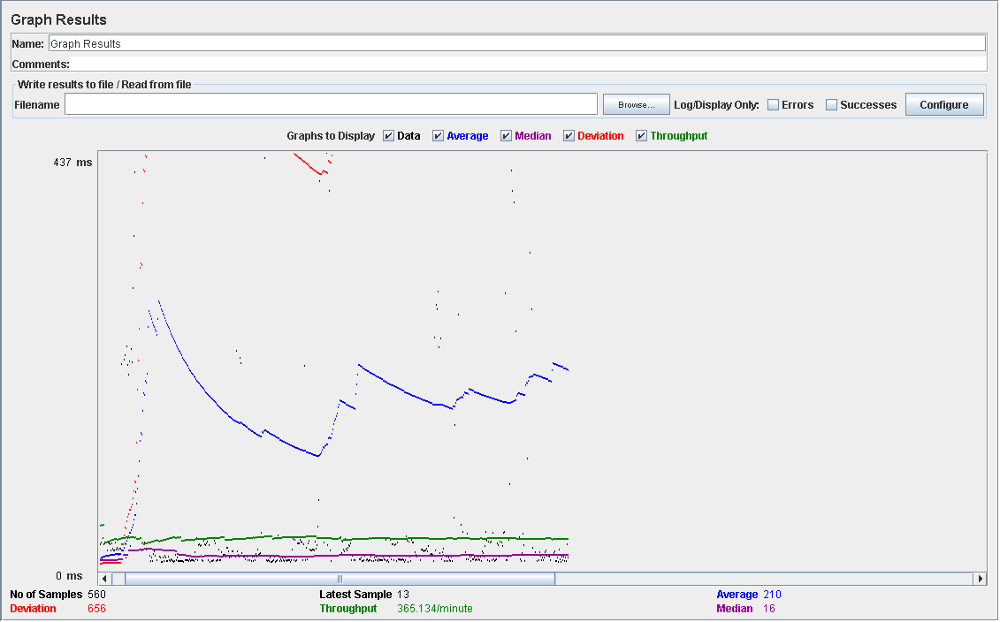 Graph Results
Name: Graph Results
Comments:
Write results to file / Read from file
Filename Browse... Log/Display Only: Errors Successes Configure
Graphs to Display Data Average Median Deviation Throughput
437 ms
0 ms
No of Samples 560 Latest Sample 13 Average 210
Deviation 656 Throughput 365.134/minute Median 16